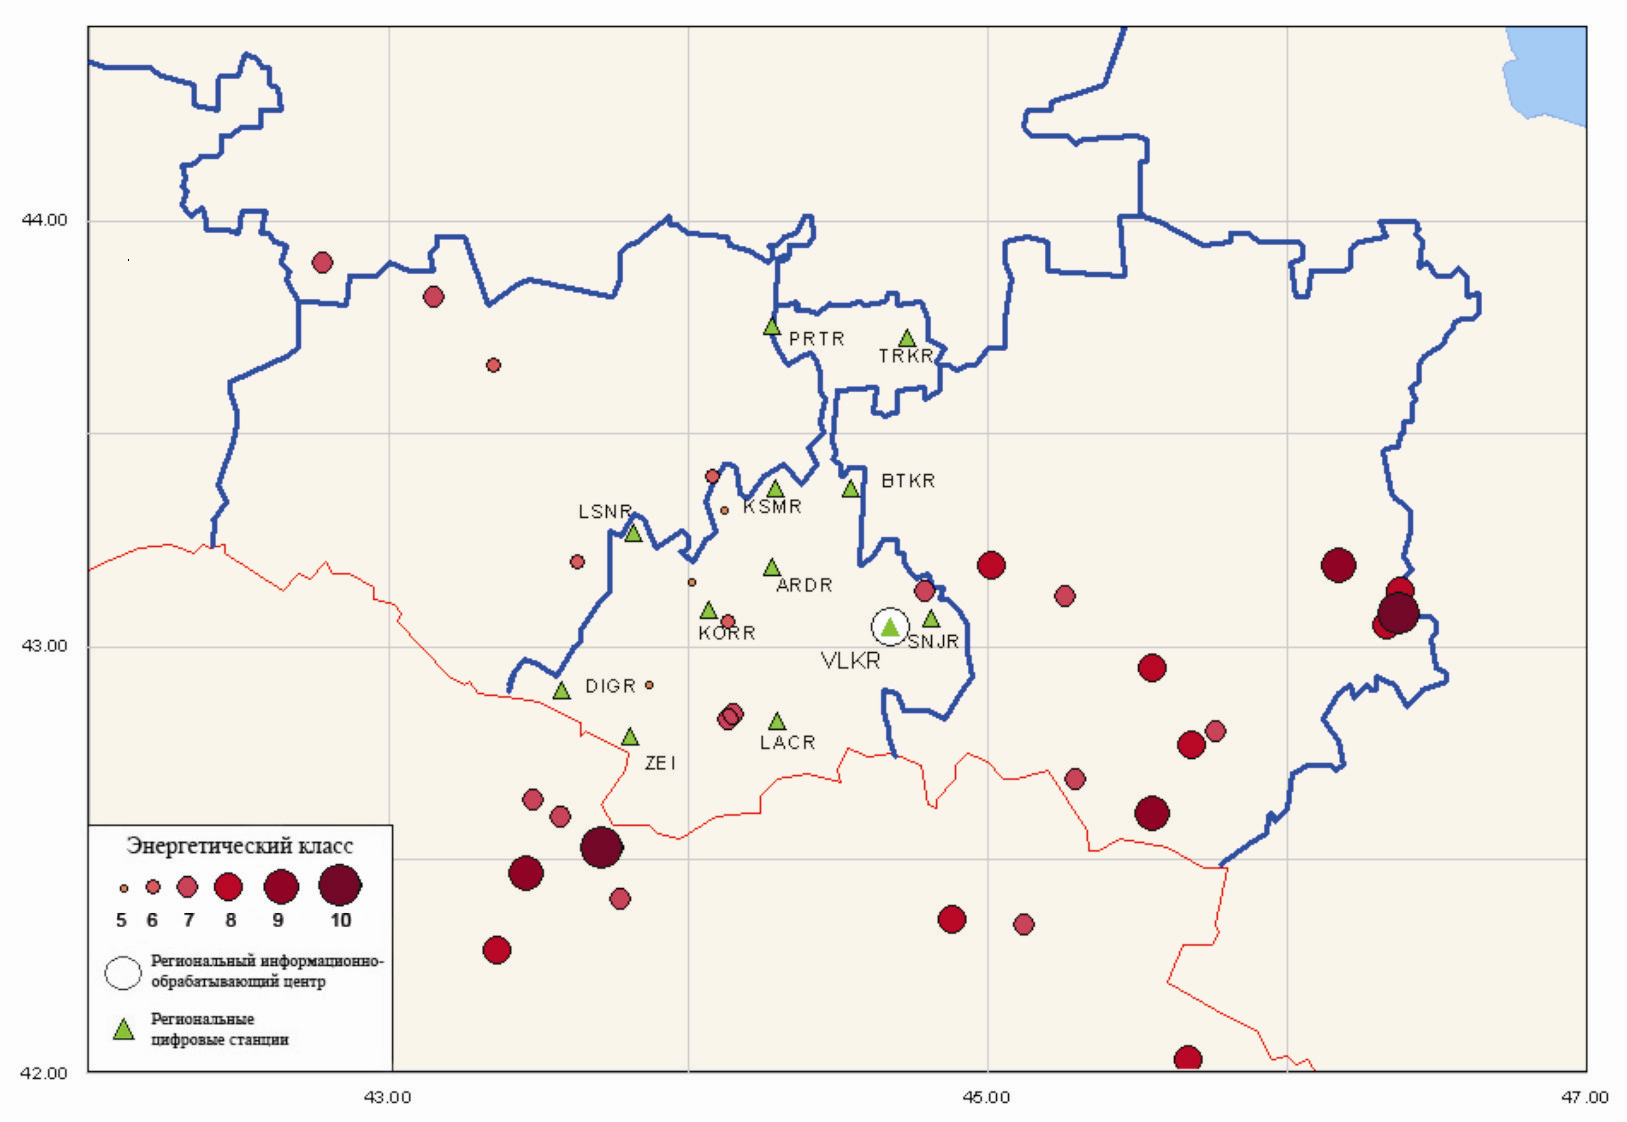 44.00
PRTR
TRKR
BTKR
KSMR
LSNR
ARDR
KORR
43.00
SNJR
VLKR
DIGR
LACR
ZEI
Энергетический класс
5 6 7 8 9 10
Региональный информационно-
обрабатывающий центр
Региональные
цифровые станции
42.00
43.00 45.00 47.00